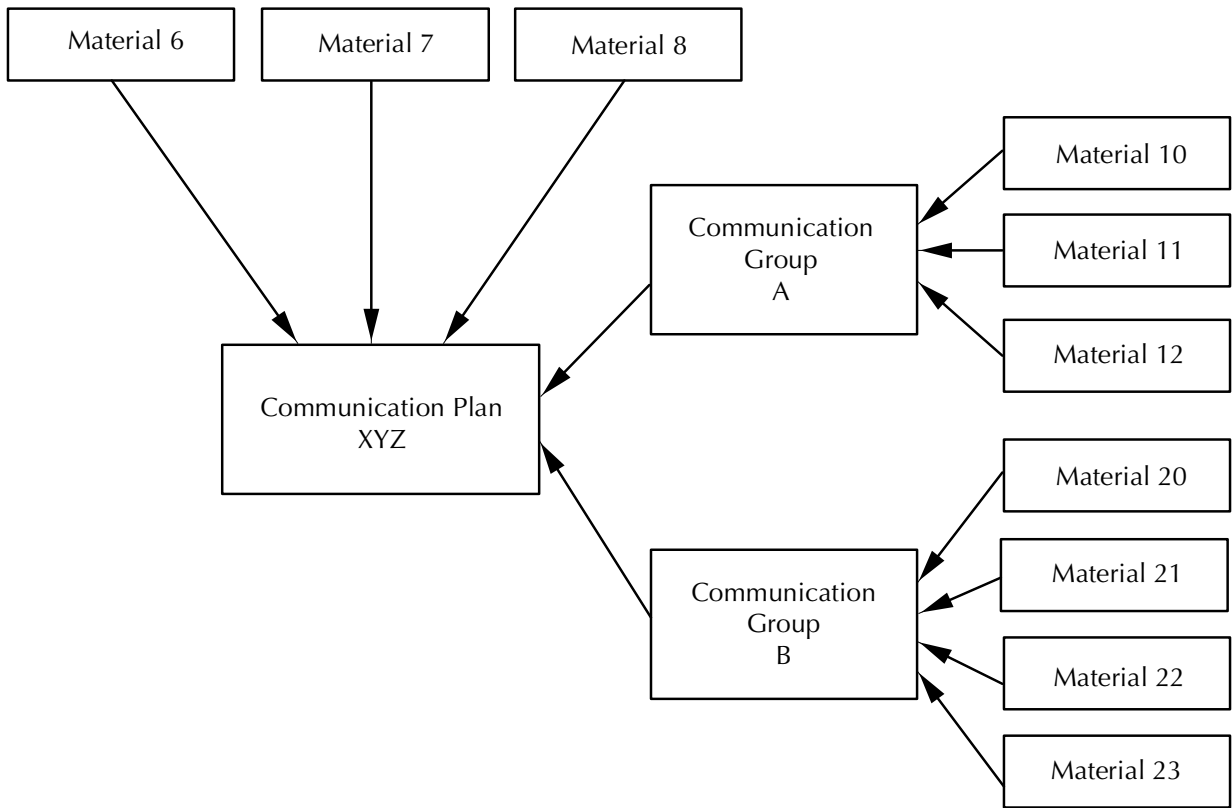 Material 6
Material 7
Material 8
Material 10
Communication
Group
A
Material 11
Material 12
Communication Plan
XYZ
Material 20
Communication
Group
B
Material 21
Material 22
Material 23